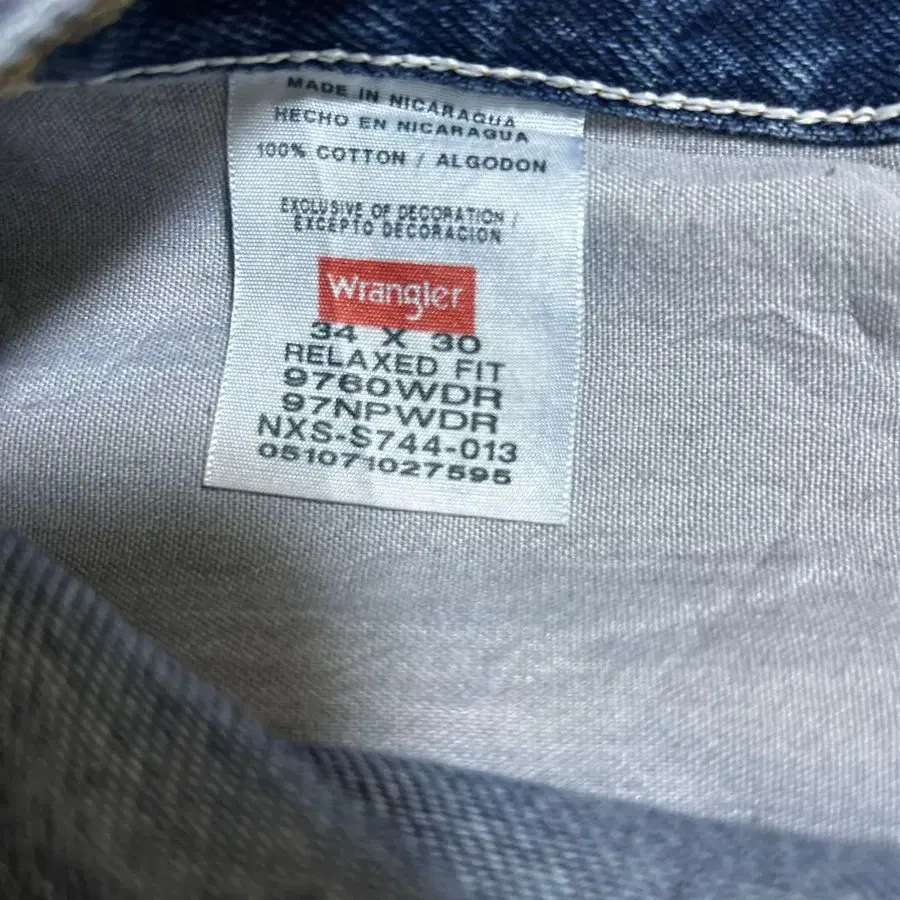 MADE IN NICARAGUA
HECHO EN NICARAGUA
100% COTTON / ALGODON
EXCLUSIVE OF DECORATION /
EXCEPTO DECORACION
Wrangler
34 X 30
RELAXED FIT
9760WDR
97NPWDR
NXS-S744-013
051071027595